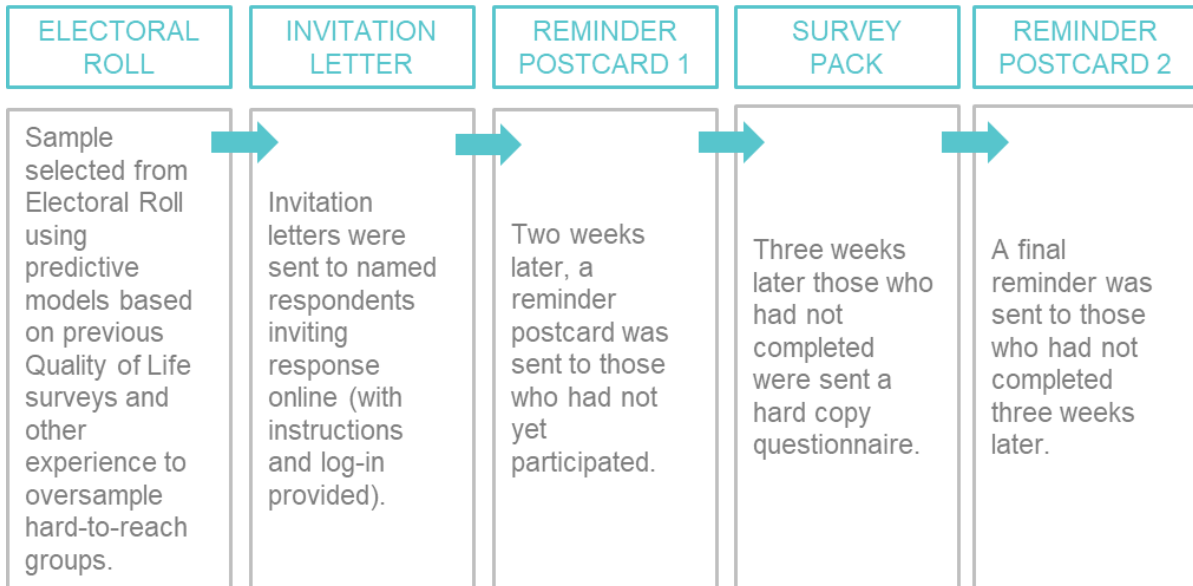 ELECTORAL
ROLL
INVITATION
LETTER
REMINDER
POSTCARD 1
SURVEY
PACK
REMINDER
POSTCARD 2
Sample
selected from
Electoral Roll
using
predictive
models based
on previous
Quality of Life
surveys and
other
experience to
oversample
hard-to-reach
groups.
Invitation
letters were
sent to named
respondents
inviting
response
online (with
instructions
and log-in
provided).
Two weeks
later, a
reminder
postcard was
sent to those
who had not
yet
participated.
Three weeks
later those who
had not
completed
were sent a
hard copy
questionnaire.
A final
reminder was
sent to those
who had not
completed
three weeks
later.